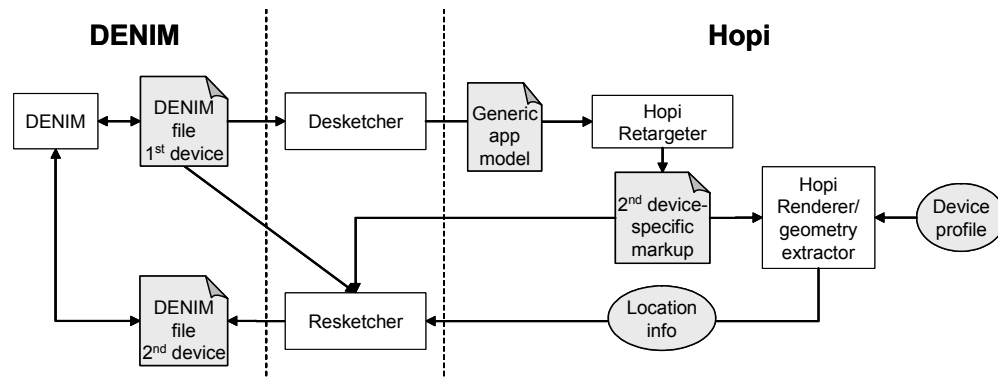 DENIM
Hopi
DENIM
DENIM
file
1st device
Desketcher
Generic
app
model
Hopi
Retargeter
2nd device-
specific
markup
Hopi
Renderer/
geometry
extractor
Device
profile
DENIM
file
2nd device
Resketcher
Location
info